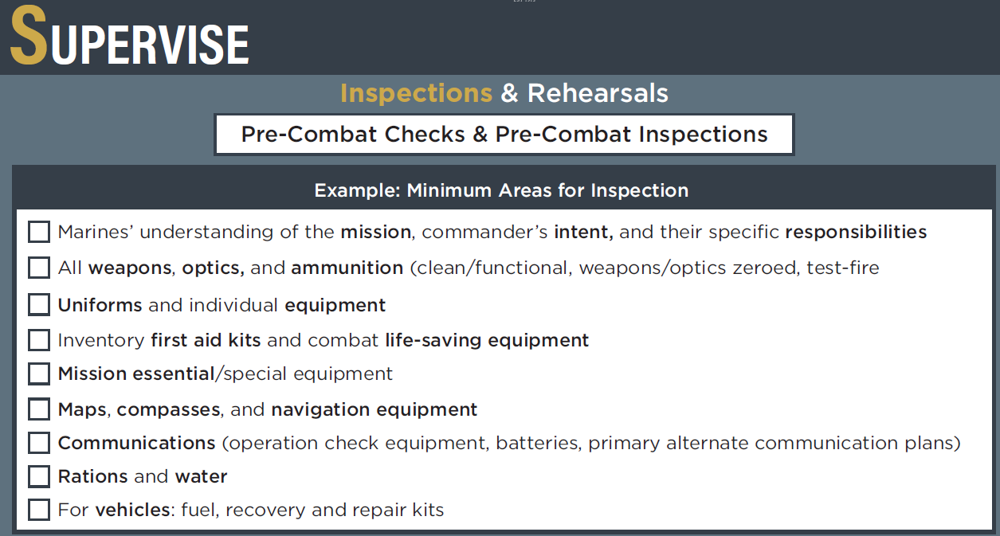 SUPERVISE
Inspections & Rehearsals
Pre-Combat Checks & Pre-Combat Inspections
Example: Minimum Areas for Inspection
Marines’ understanding of the mission, commander’s intent, and their specific responsibilities
All weapons, optics, and ammunition (clean/functional, weapons/optics zeroed, test-fire
Uniforms and individual equipment
Inventory first aid kits and combat life-saving equipment
Mission essential/special equipment
Maps, compasses, and navigation equipment
Communications (operation check equipment, batteries, primary alternate communication plans)
Rations and water
For vehicles: fuel, recovery and repair kits